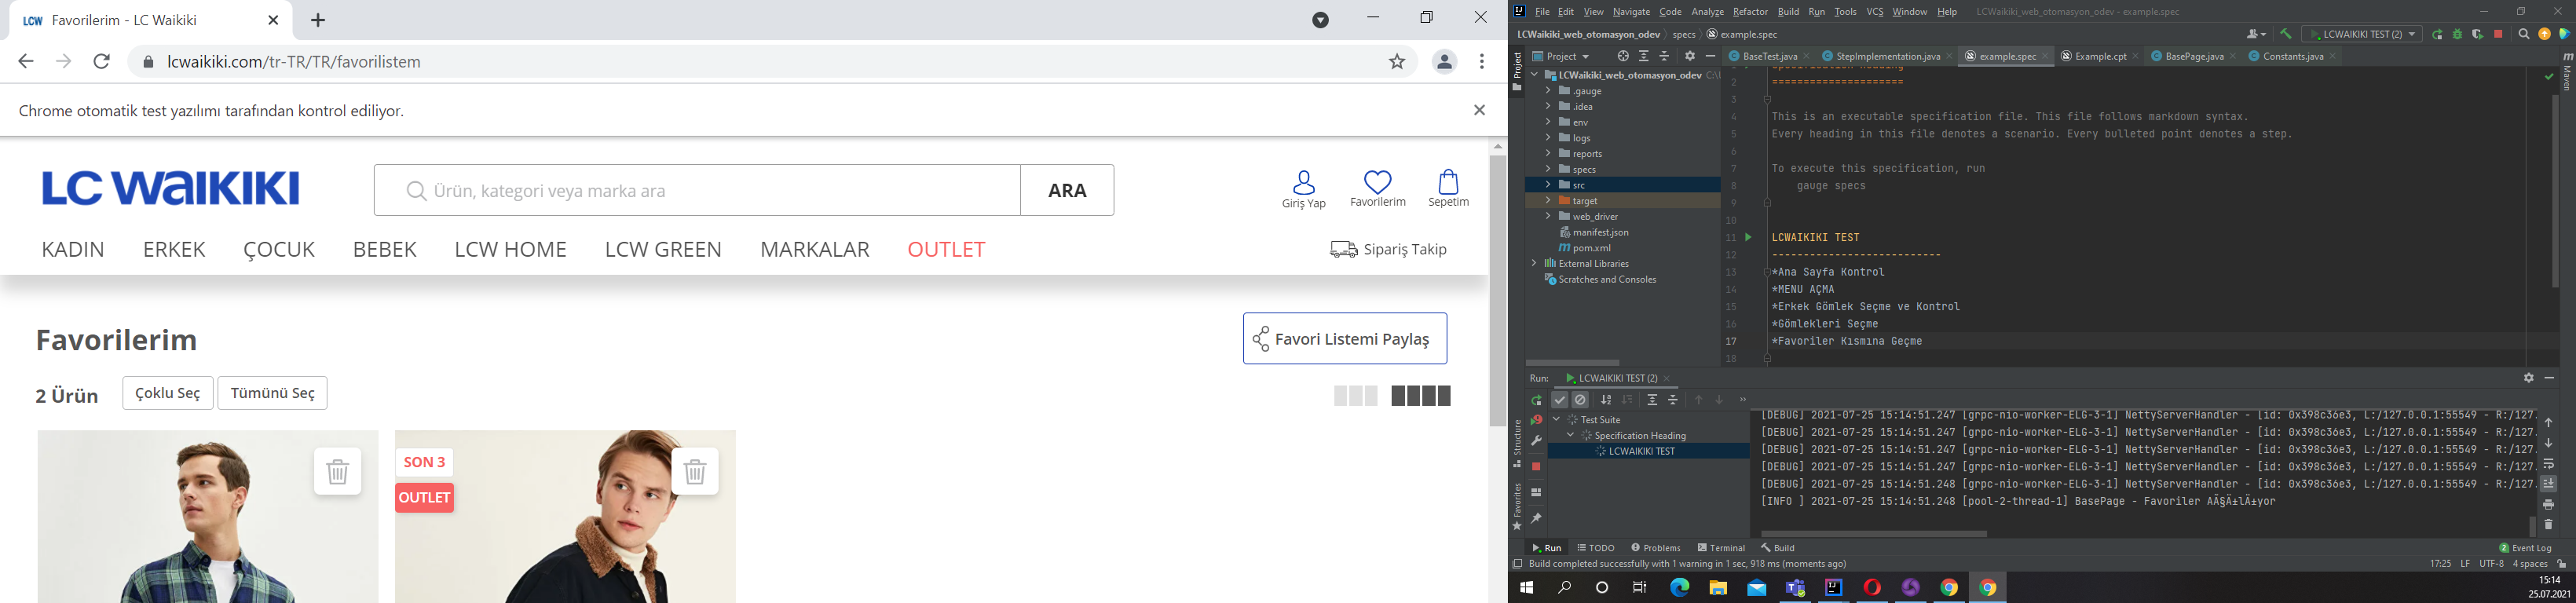 LCW Favorilerim - LC Waikiki
lcwaikiki.com/tr-TR/TR/favorilistem
Chrome otomatik test yazılımı tarafından kontrol ediliyor.
LC WAIKIKI
Ürün, kategori veya marka ara
ARA
Giriş Yap
Favorilerim
Sepetim
KADIN ERKEK ÇOCUK BEBEK LCW HOME LCW GREEN MARKALAR OUTLET
Sipariş Takip
Favorilerim
Favori Listemi Paylaş
2 Ürün Çoklu Seç Tümünü Seç
SON 3
OUTLET
File Edit View Navigate Code Analyze Refactor Build Run Tools VCS Window Help LCWaikiki_web_otomasyon_odev - example.spec
LCWaikiki_web_otomasyon_odev specs example.spec
LCWAIKIKI TEST (2)
Project
Project
BaseTest.java StepImplementation.java example.spec Example.cpt BasePage.java Constants.java
Maven
LCWaikiki_web_otomasyon_odev
.gauge
.idea
env
logs
reports
specs
src
target
web_driver
manifest.json
pom.xml
External Libraries
Scratches and Consoles
2 =====================
3
4 This is an executable specification file. This file follows markdown syntax.
5 Every heading in this file denotes a scenario. Every bulleted point denotes a step.
6
7 To execute this specification, run
8 gauge specs
9
10
11 LCWAIKIKI TEST
12 ---------------------------
13 *Ana Sayfa Kontrol
14 *MENU AÇMA
15 *Erkek Gömlek Seçme ve Kontrol
16 *Gömlekleri Seçme
17 *Favoriler Kısmına Geçme
18
Run: LCWAIKIKI TEST (2)
Test Suite
Specification Heading
LCWAIKIKI TEST
[DEBUG] 2021-07-25 15:14:51.247 [grpc-nio-worker-ELG-3-1] NettyServerHandler - [id: 0x398c36e3, L:/127.0.0.1:55549 - R:/127.
[DEBUG] 2021-07-25 15:14:51.247 [grpc-nio-worker-ELG-3-1] NettyServerHandler - [id: 0x398c36e3, L:/127.0.0.1:55549 - R:/127.
[DEBUG] 2021-07-25 15:14:51.247 [grpc-nio-worker-ELG-3-1] NettyServerHandler - [id: 0x398c36e3, L:/127.0.0.1:55549 - R:/127.
[DEBUG] 2021-07-25 15:14:51.247 [grpc-nio-worker-ELG-3-1] NettyServerHandler - [id: 0x398c36e3, L:/127.0.0.1:55549 - R:/127.
[DEBUG] 2021-07-25 15:14:51.248 [grpc-nio-worker-ELG-3-1] NettyServerHandler - [id: 0x398c36e3, L:/127.0.0.1:55549 - R:/127.
[INFO ] 2021-07-25 15:14:51.248 [pool-2-thread-1] BasePage - Favoriler AÃ§Ä±lÄ±yor
Structure
Favorites
Run TODO Problems Terminal Build
2 Event Log
Build completed successfully with 1 warning in 1 sec, 918 ms (moments ago)
17:25 LF UTF-8 4 spaces
15:14
25.07.2021